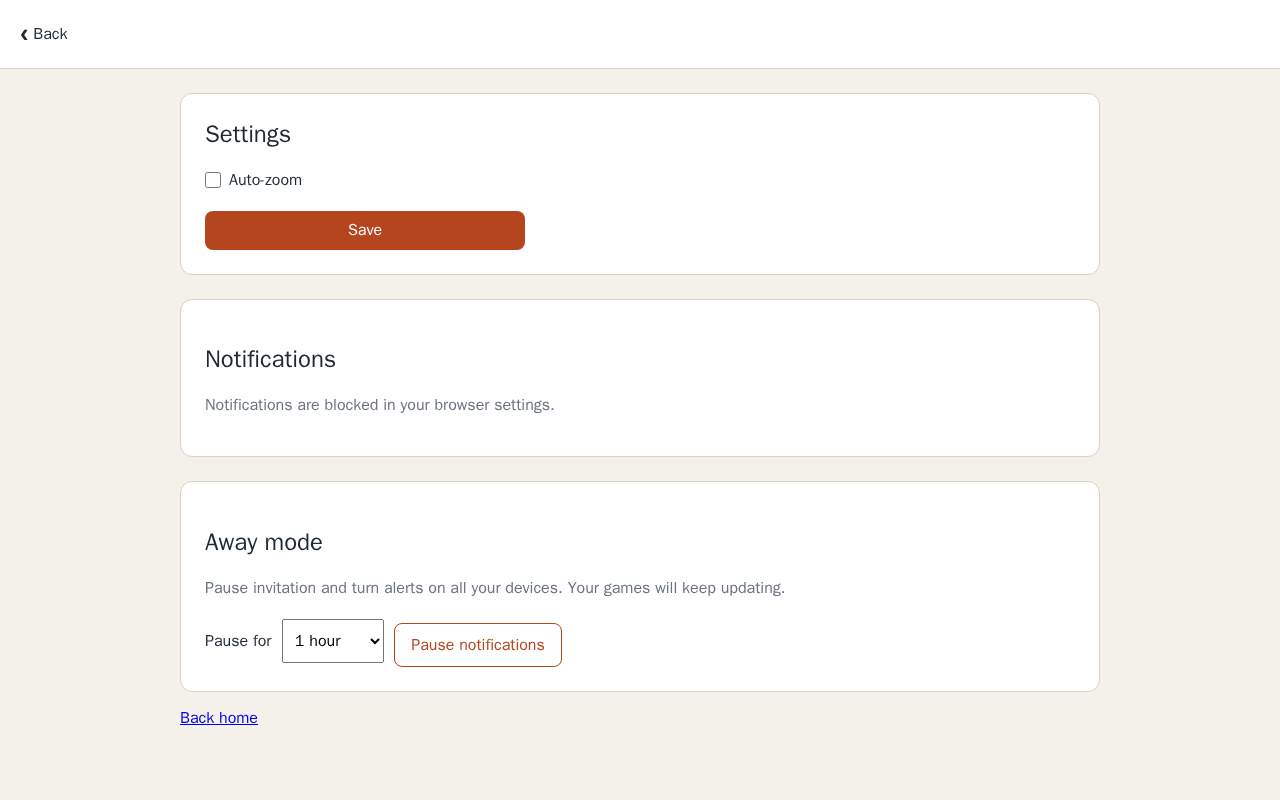 ‹ Back
Settings
Auto-zoom
Save
Notifications
Notifications are blocked in your browser settings.
Away mode
Pause invitation and turn alerts on all your devices. Your games will keep updating.
Pause for 1 hour Pause notifications
Back home